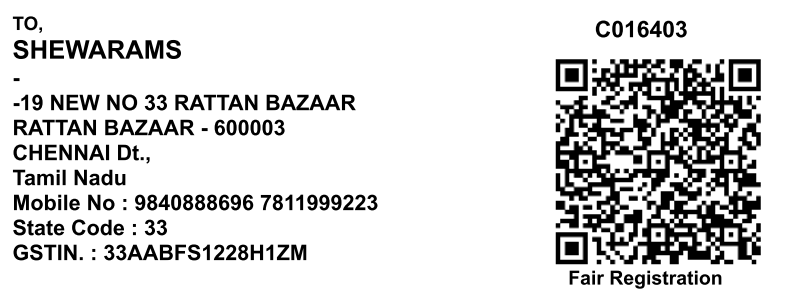 TO,
SHEWARAMS
-
-19 NEW NO 33 RATTAN BAZAAR
RATTAN BAZAAR - 600003
CHENNAI Dt.,
Tamil Nadu
Mobile No : 9840888696 7811999223
State Code : 33
GSTIN. : 33AABFS1228H1ZM
C016403
Fair Registration